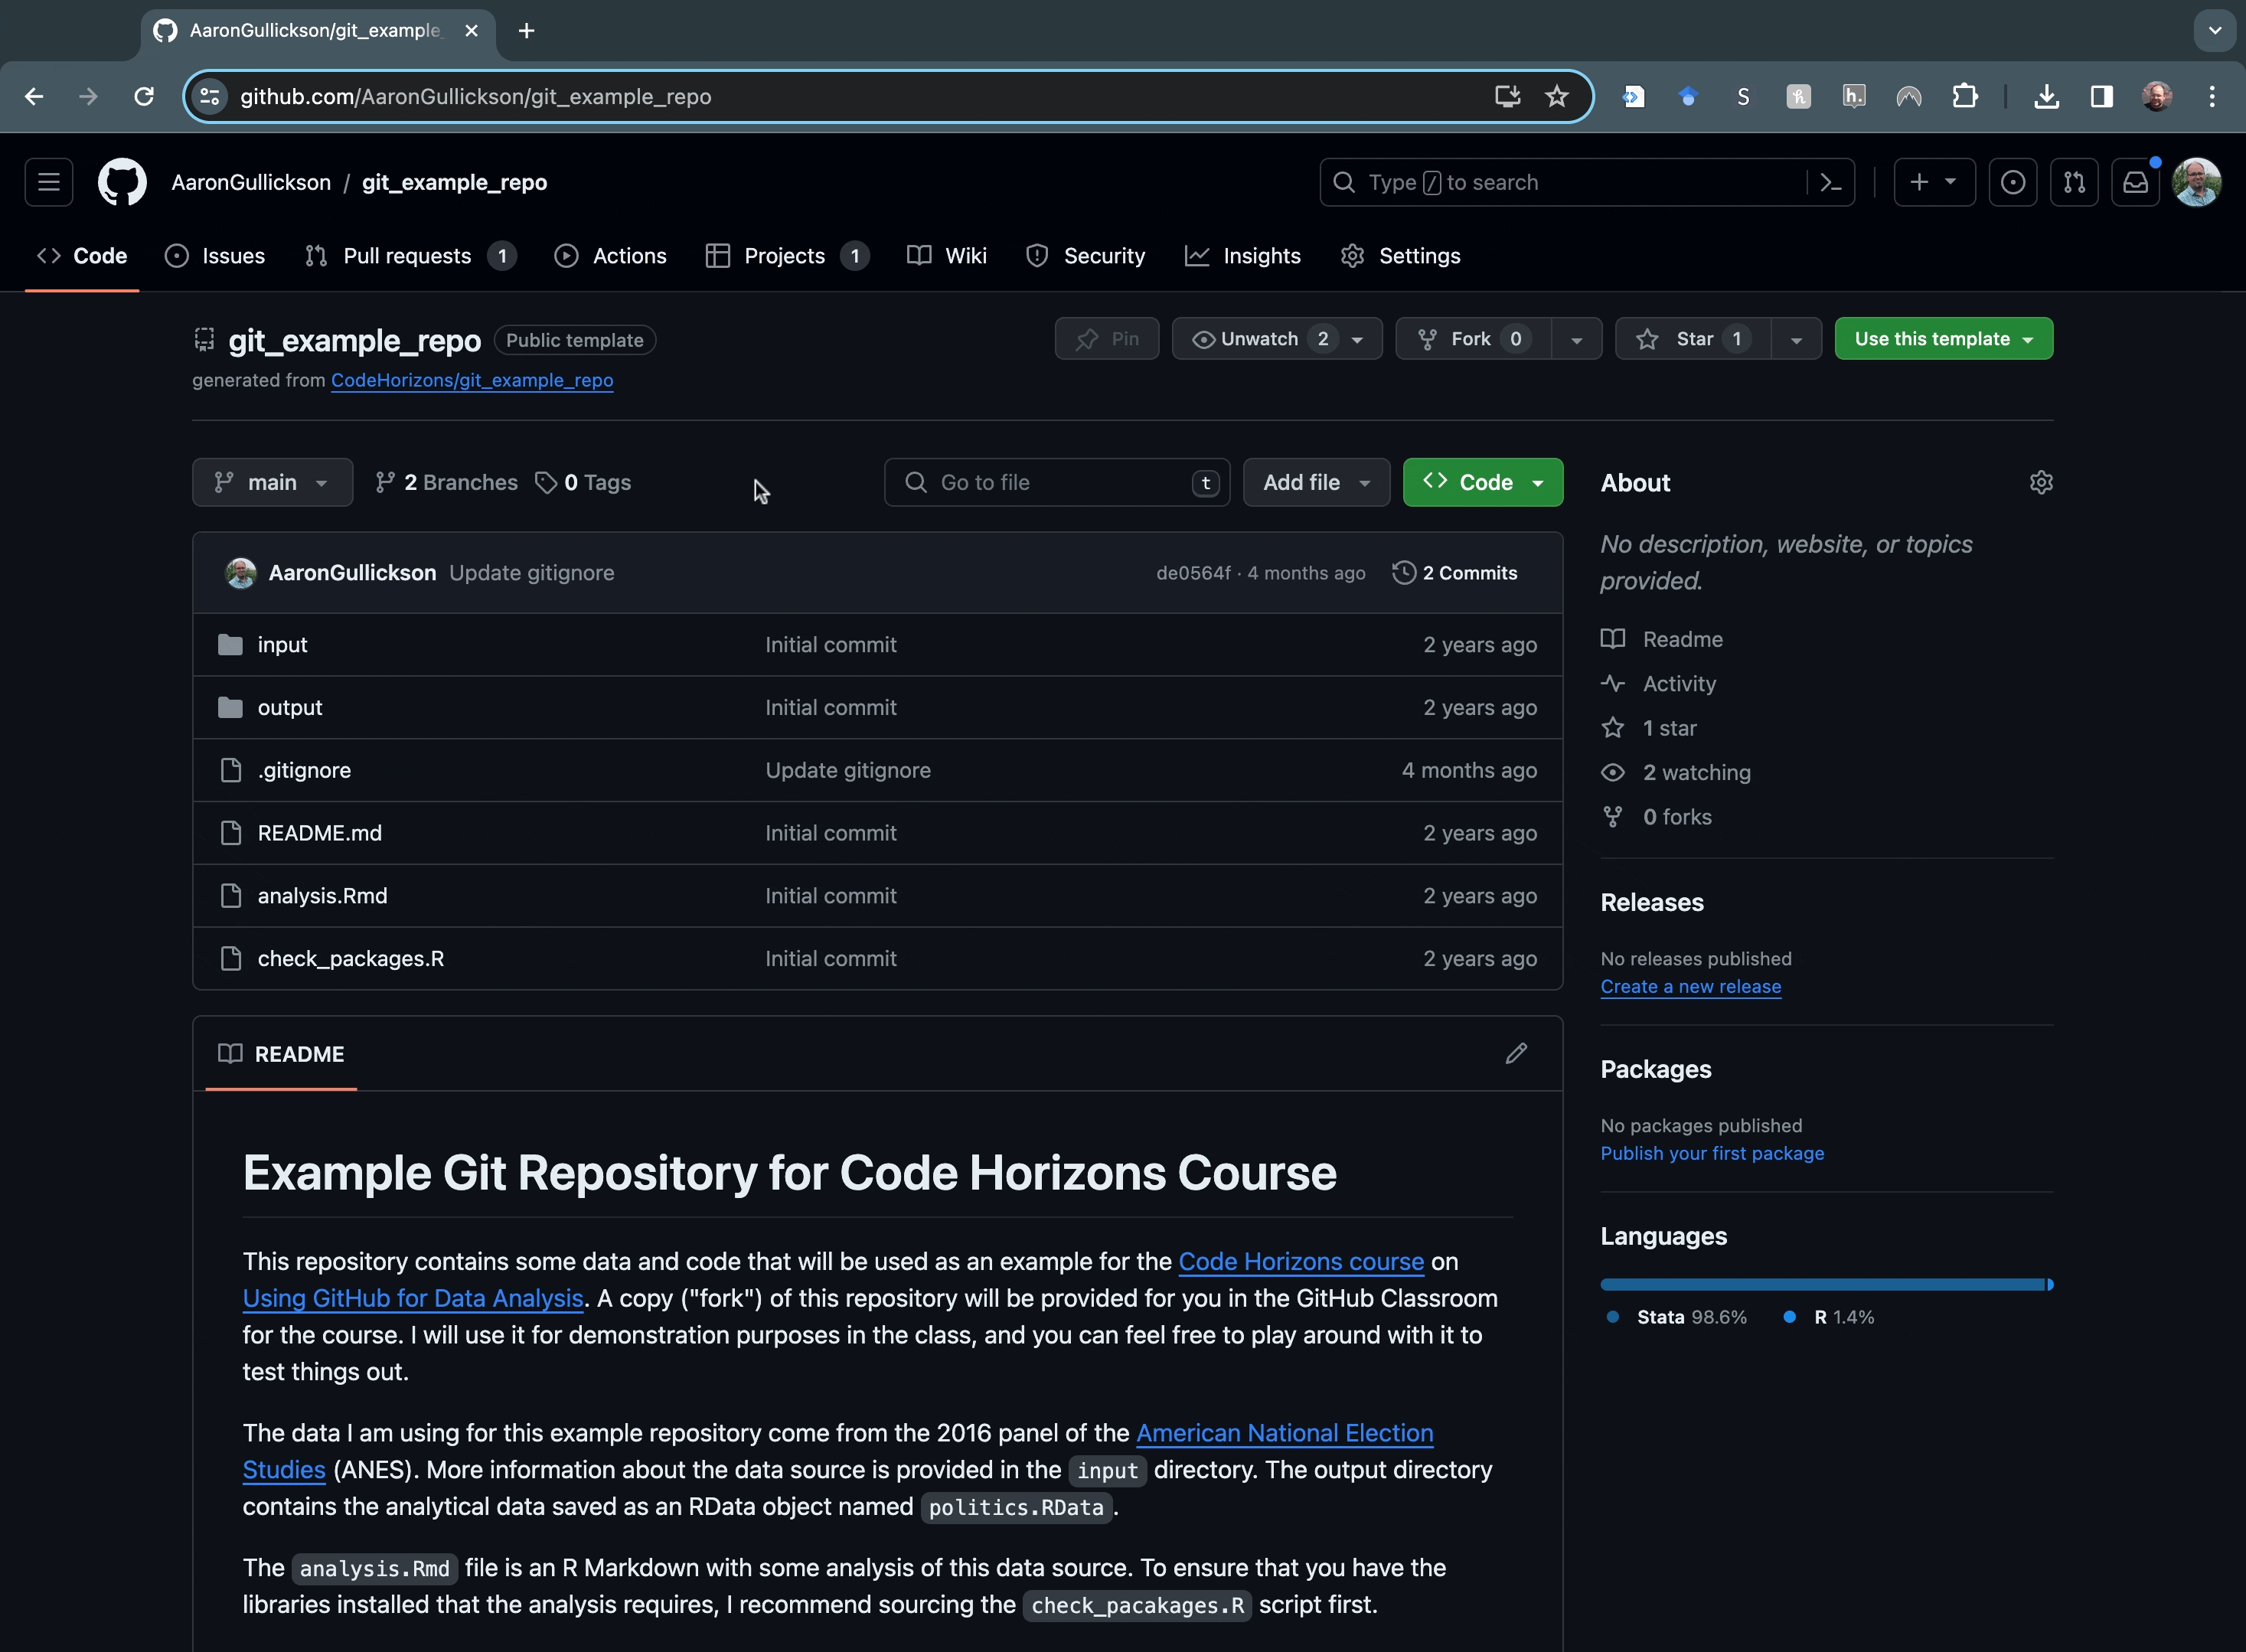 AaronGullickson/git_example_
github.com/AaronGullickson/git_example_repo
S
h
h.
AaronGullickson / git_example_repo
Type / to search
Code
Issues
Pull requests 1
Actions
Projects 1
Wiki
Security
Insights
Settings
git_example_repo Public template
Pin
Unwatch 2
Fork 0
Star 1
Use this template
generated from CodeHorizons/git_example_repo
main
2 Branches
0 Tags
Go to file t
Add file
Code
AaronGullickson Update gitignore de0564f · 4 months ago 2 Commits
input Initial commit 2 years ago
output Initial commit 2 years ago
.gitignore Update gitignore 4 months ago
README.md Initial commit 2 years ago
analysis.Rmd Initial commit 2 years ago
check_packages.R Initial commit 2 years ago
README
Example Git Repository for Code Horizons Course
This repository contains some data and code that will be used as an example for the Code Horizons course on
Using GitHub for Data Analysis. A copy ("fork") of this repository will be provided for you in the GitHub Classroom
for the course. I will use it for demonstration purposes in the class, and you can feel free to play around with it to
test things out.
The data I am using for this example repository come from the 2016 panel of the American National Election
Studies (ANES). More information about the data source is provided in the input directory. The output directory
contains the analytical data saved as an RData object named politics.RData.
The analysis.Rmd file is an R Markdown with some analysis of this data source. To ensure that you have the
libraries installed that the analysis requires, I recommend sourcing the check_pacakages.R script first.
About
No description, website, or topics
provided.
Readme
Activity
1 star
2 watching
0 forks
Releases
No releases published
Create a new release
Packages
No packages published
Publish your first package
Languages
Stata 98.6% R 1.4%